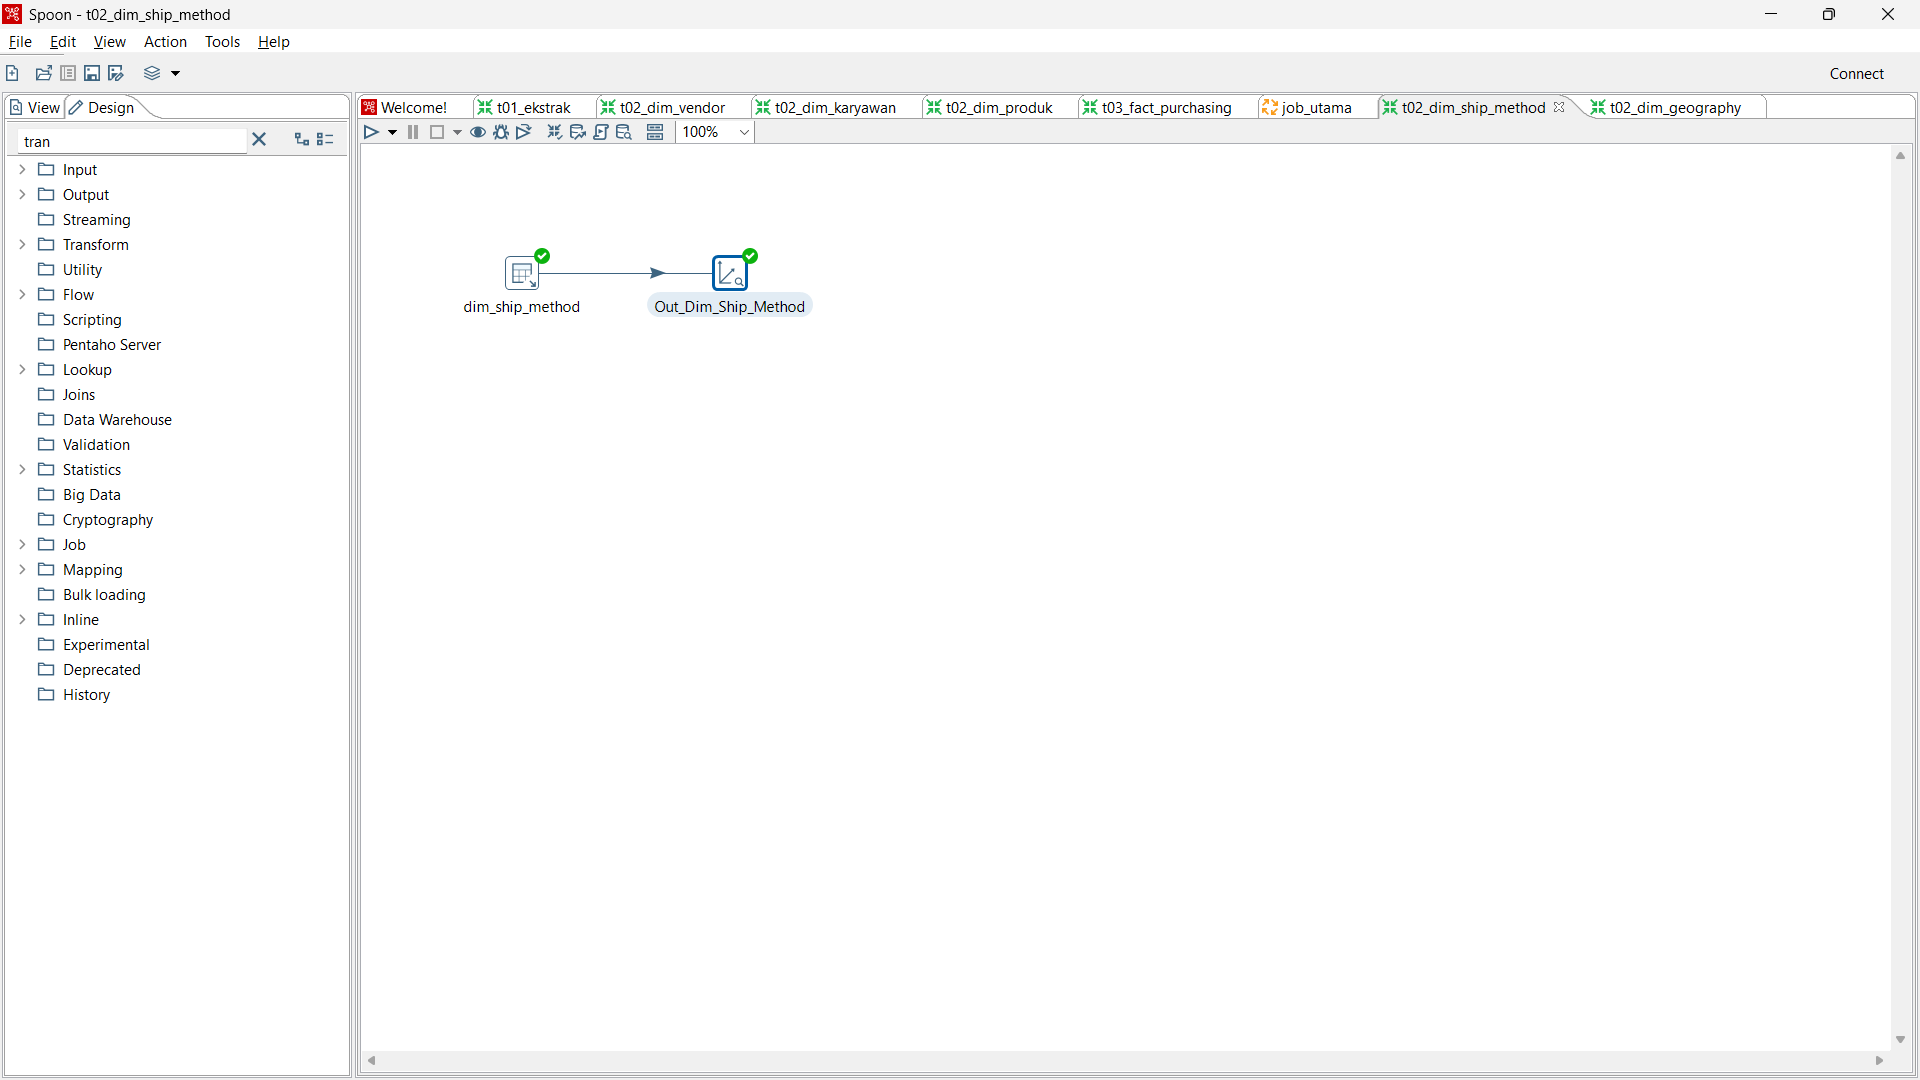 Spoon - t02_dim_ship_method
File Edit View Action Tools Help
Connect
View Design
Welcome! t01_ekstrak t02_dim_vendor t02_dim_karyawan t02_dim_produk t03_fact_purchasing job_utama t02_dim_ship_method t02_dim_geography
100%
tran
Input
Output
Streaming
Transform
Utility
Flow
Scripting
Pentaho Server
Lookup
Joins
Data Warehouse
Validation
Statistics
Big Data
Cryptography
Job
Mapping
Bulk loading
Inline
Experimental
Deprecated
History
dim_ship_method Out_Dim_Ship_Method